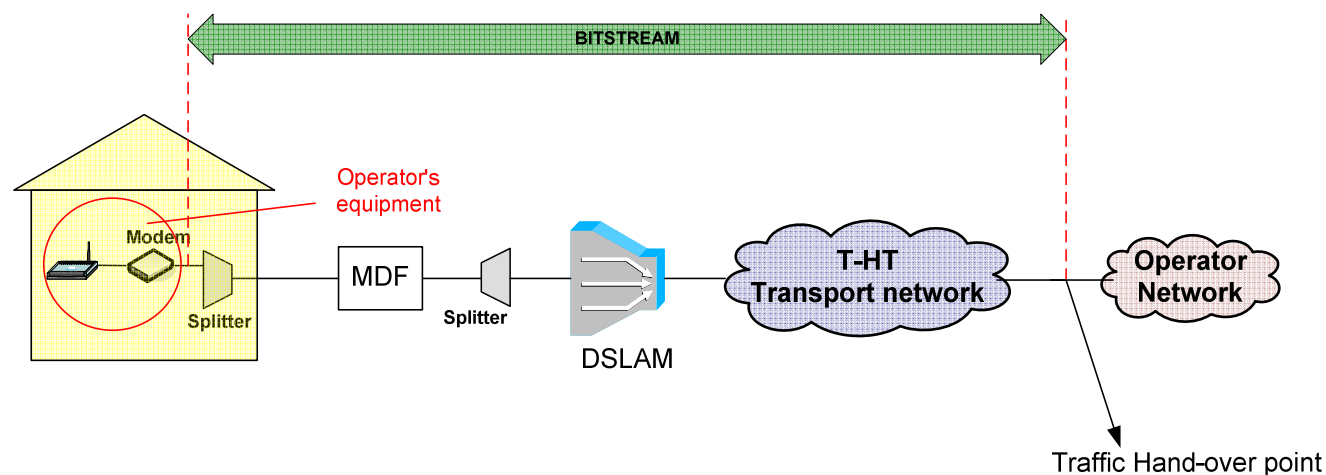 BITSTREAM
Operator's
equipment
Modem
Splitter
MDF
Splitter
DSLAM
T-HT
Transport network
Operator
Network
Traffic Hand-over point